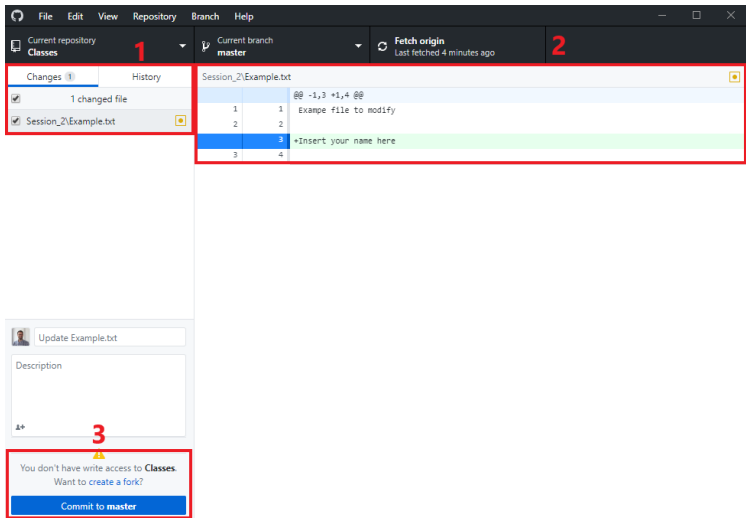 File Edit View Repository Branch Help
Current repository
Classes
1
Current branch
master
Fetch origin
Last fetched 4 minutes ago
2
Changes 1 History
Session_2\Example.txt
1 changed file
@@ -1,3 +1,4 @@
1 1 Exampe file to modify
Session_2\Example.txt
2 2
3 +Insert your name here
3 4
Update Example.txt
Description
3
You don't have write access to Classes.
Want to create a fork?
Commit to master